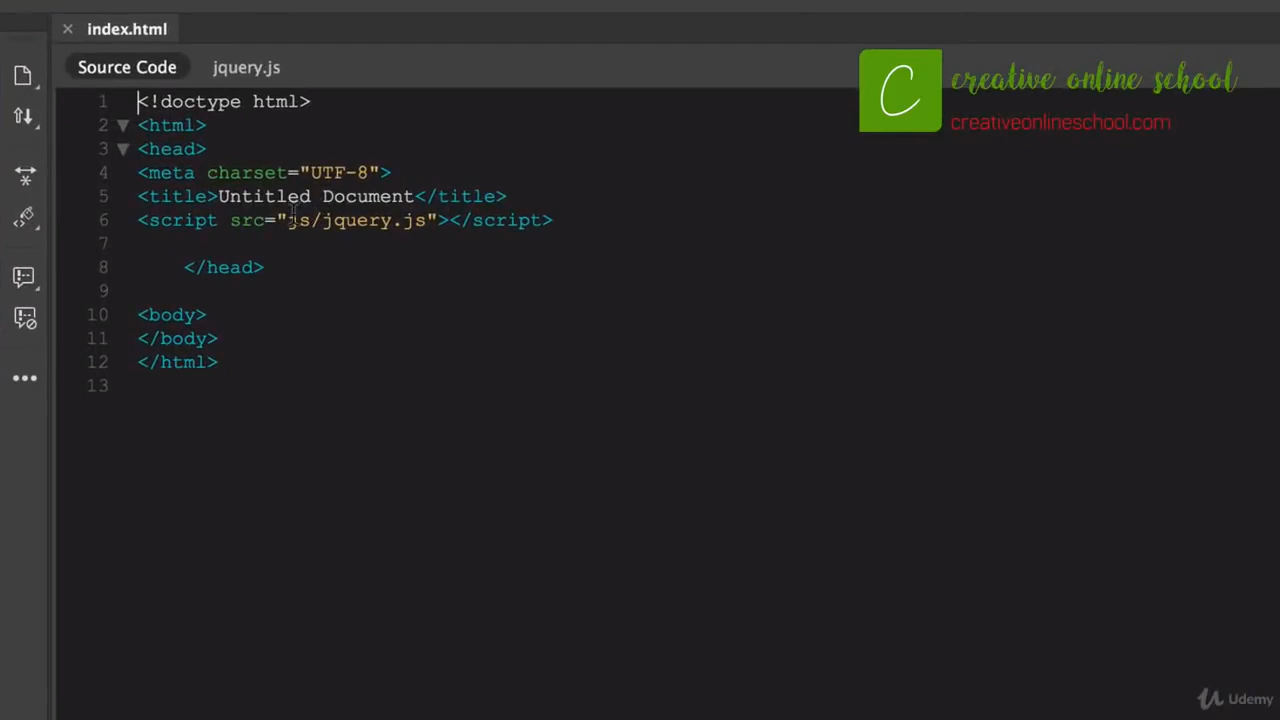 index.html
Source Code jquery.js
C creative online school
creativeonlineschool.com
1 <!doctype html>
2 <html>
3 <head>
4 <meta charset="UTF-8">
5 <title>Untitled Document</title>
6 <script src="js/jquery.js"></script>
7
8 </head>
9
10 <body>
11 </body>
12 </html>
13
Udemy